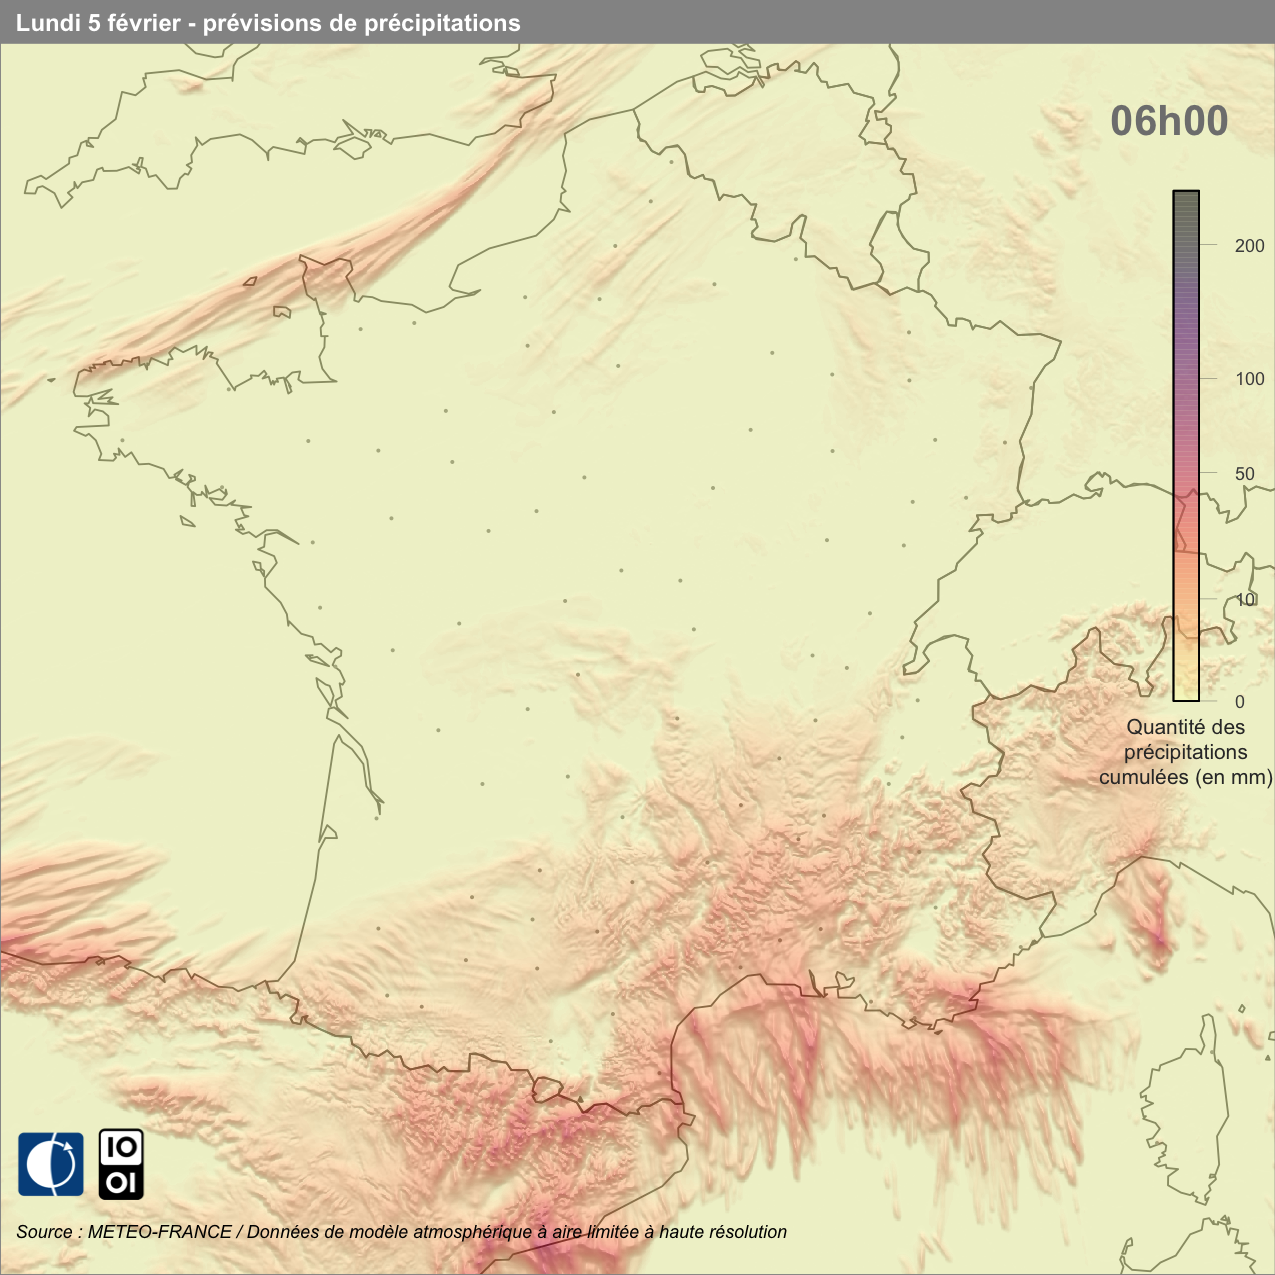 Lundi 5 février - prévisions de précipitations
06h00
200
100
50
10
0
Quantité des
précipitations
cumulées (en mm)
IO
OI
Source : METEO-FRANCE / Données de modèle atmosphérique à aire limitée à haute résolution